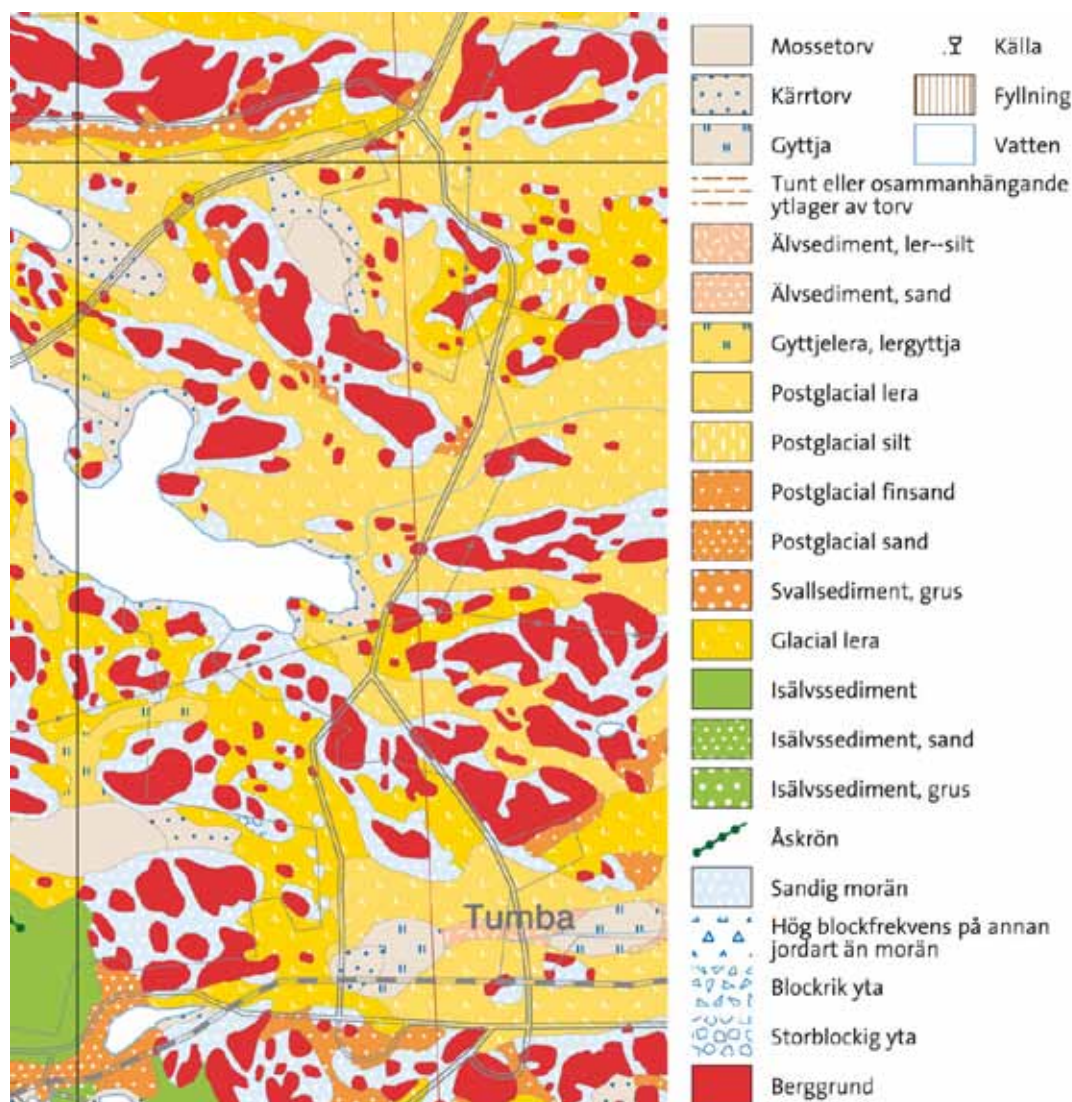 Mossetorv
Källa
Kärrtorv
Fyllning
Gyttja
Vatten
Tunt eller osammanhängande
ytlager av torv
Älvsediment, ler--silt
Älvsediment, sand
Gyttjelera, lergyttja
Postglacial lera
Postglacial silt
Postglacial finsand
Postglacial sand
Svallsediment, grus
Glacial lera
Isälvssediment
Isälvssediment, sand
Isälvssediment, grus
Åskrön
Sandig morän
Hög blockfrekvens på annan
jordart än morän
Blockrik yta
Storblockig yta
Berggrund
Tumba